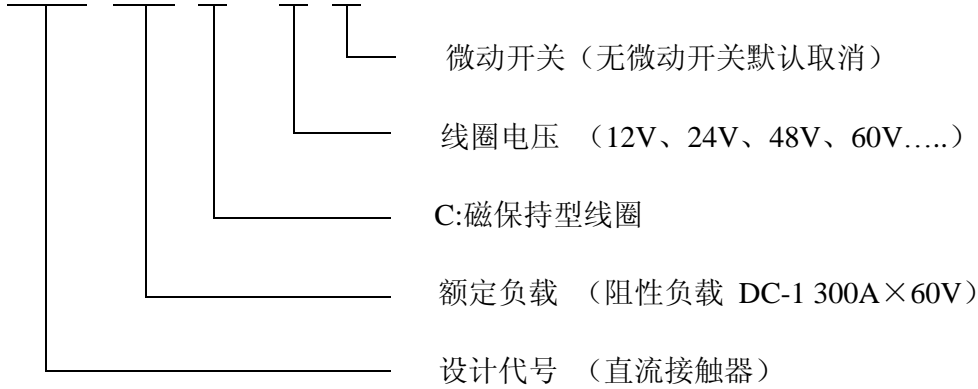 微动开关（无微动开关默认取消）
线圈电压 （12V、24V、48V、60V…..）
C:磁保持型线圈
额定负载 （阻性负载 DC-1 300A×60V）
设计代号 （直流接触器）